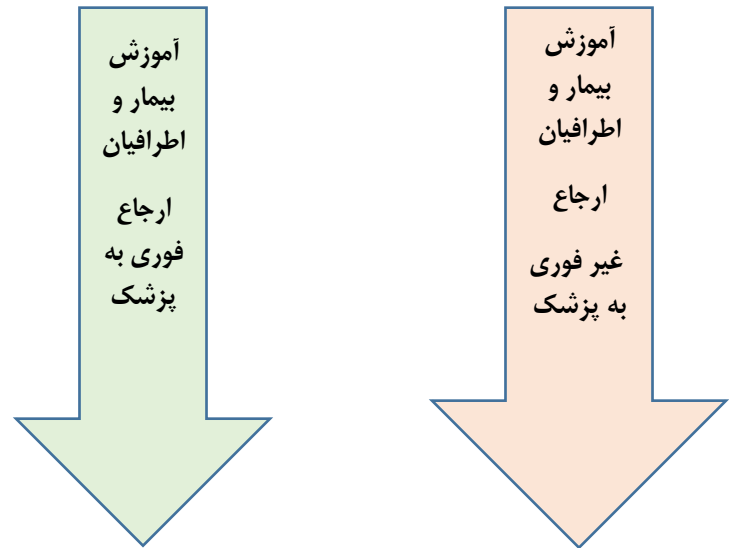 آموزش
بیمار و
اطرافیان
ارجاع
غیر فوری
به پزشک
آموزش
بیمار و
اطرافیان
ارجاع
فوری به
پزشک